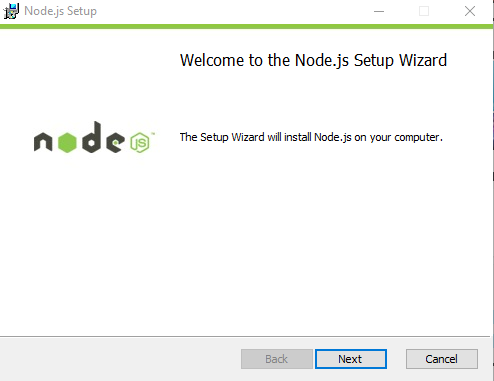 Node.js Setup
Welcome to the Node.js Setup Wizard
node
JS
The Setup Wizard will install Node.js on your computer.
Back
Next
Cancel